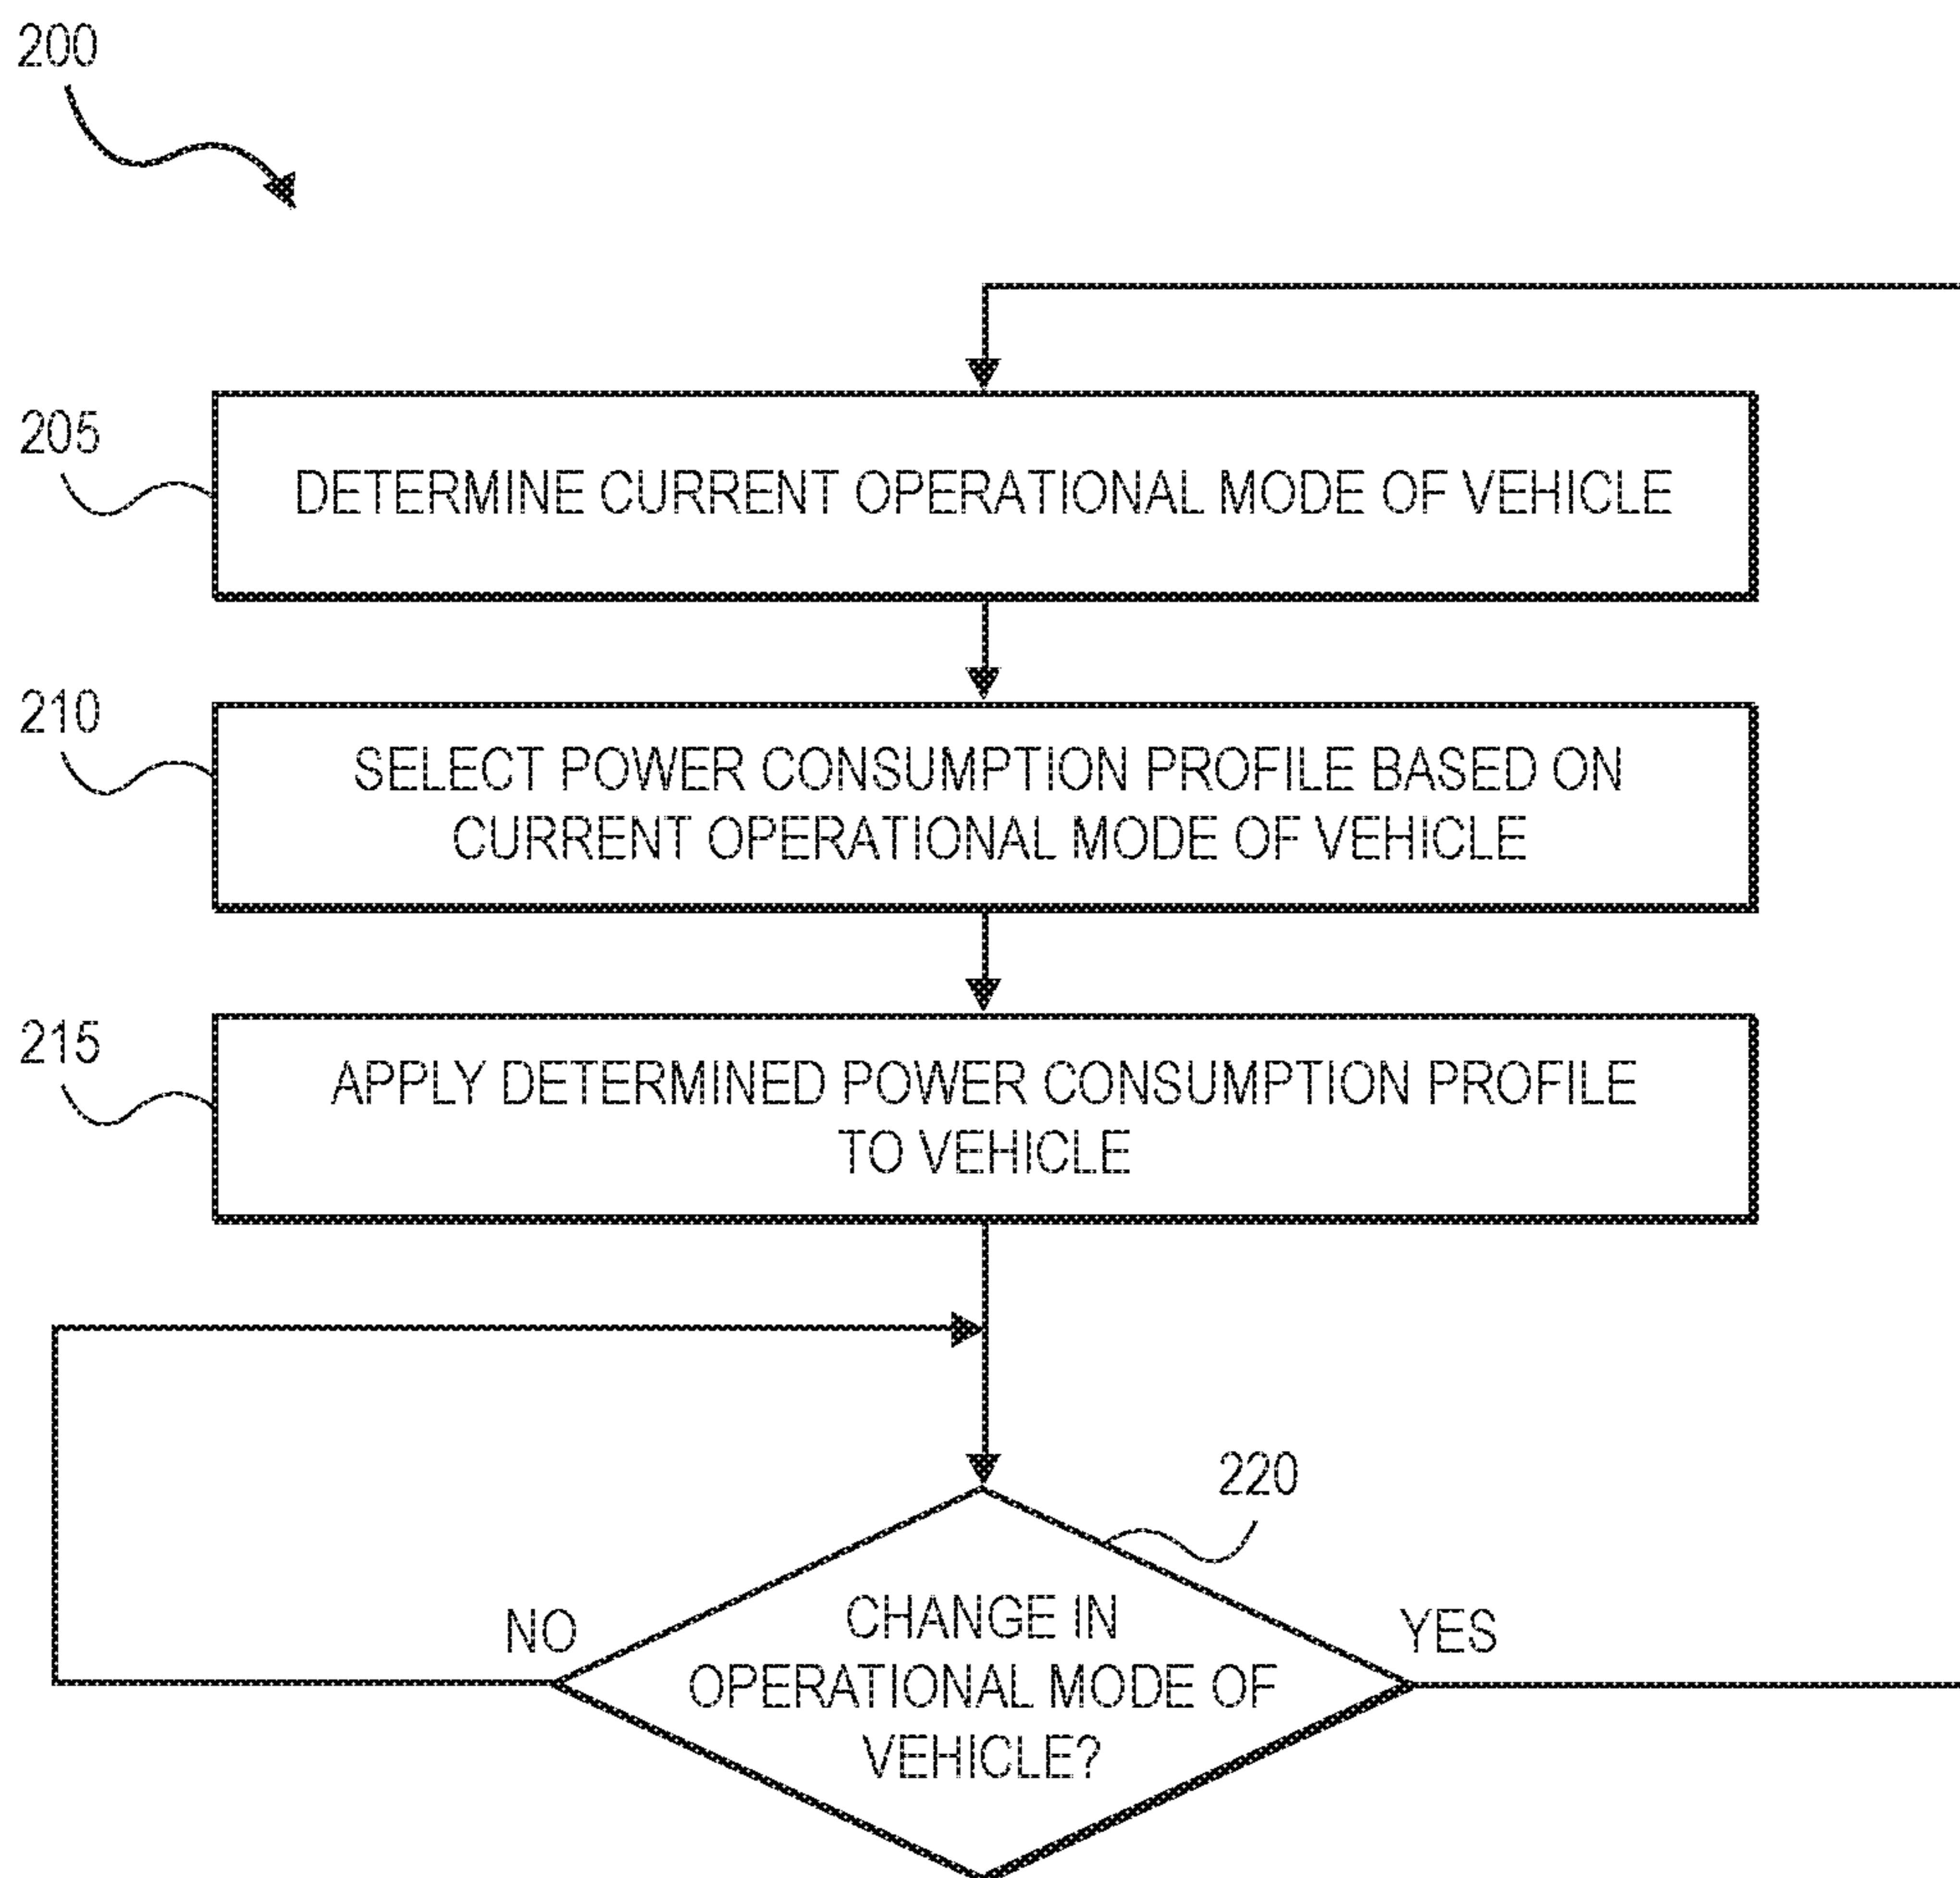 200
205
DETERMINE CURRENT OPERATIONAL MODE OF VEHICLE
210
SELECT POWER CONSUMPTION PROFILE BASED ON
CURRENT OPERATIONAL MODE OF VEHICLE
215
APPLY DETERMINED POWER CONSUMPTION PROFILE
TO VEHICLE
220
NO
CHANGE IN
OPERATIONAL MODE OF
VEHICLE?
YES